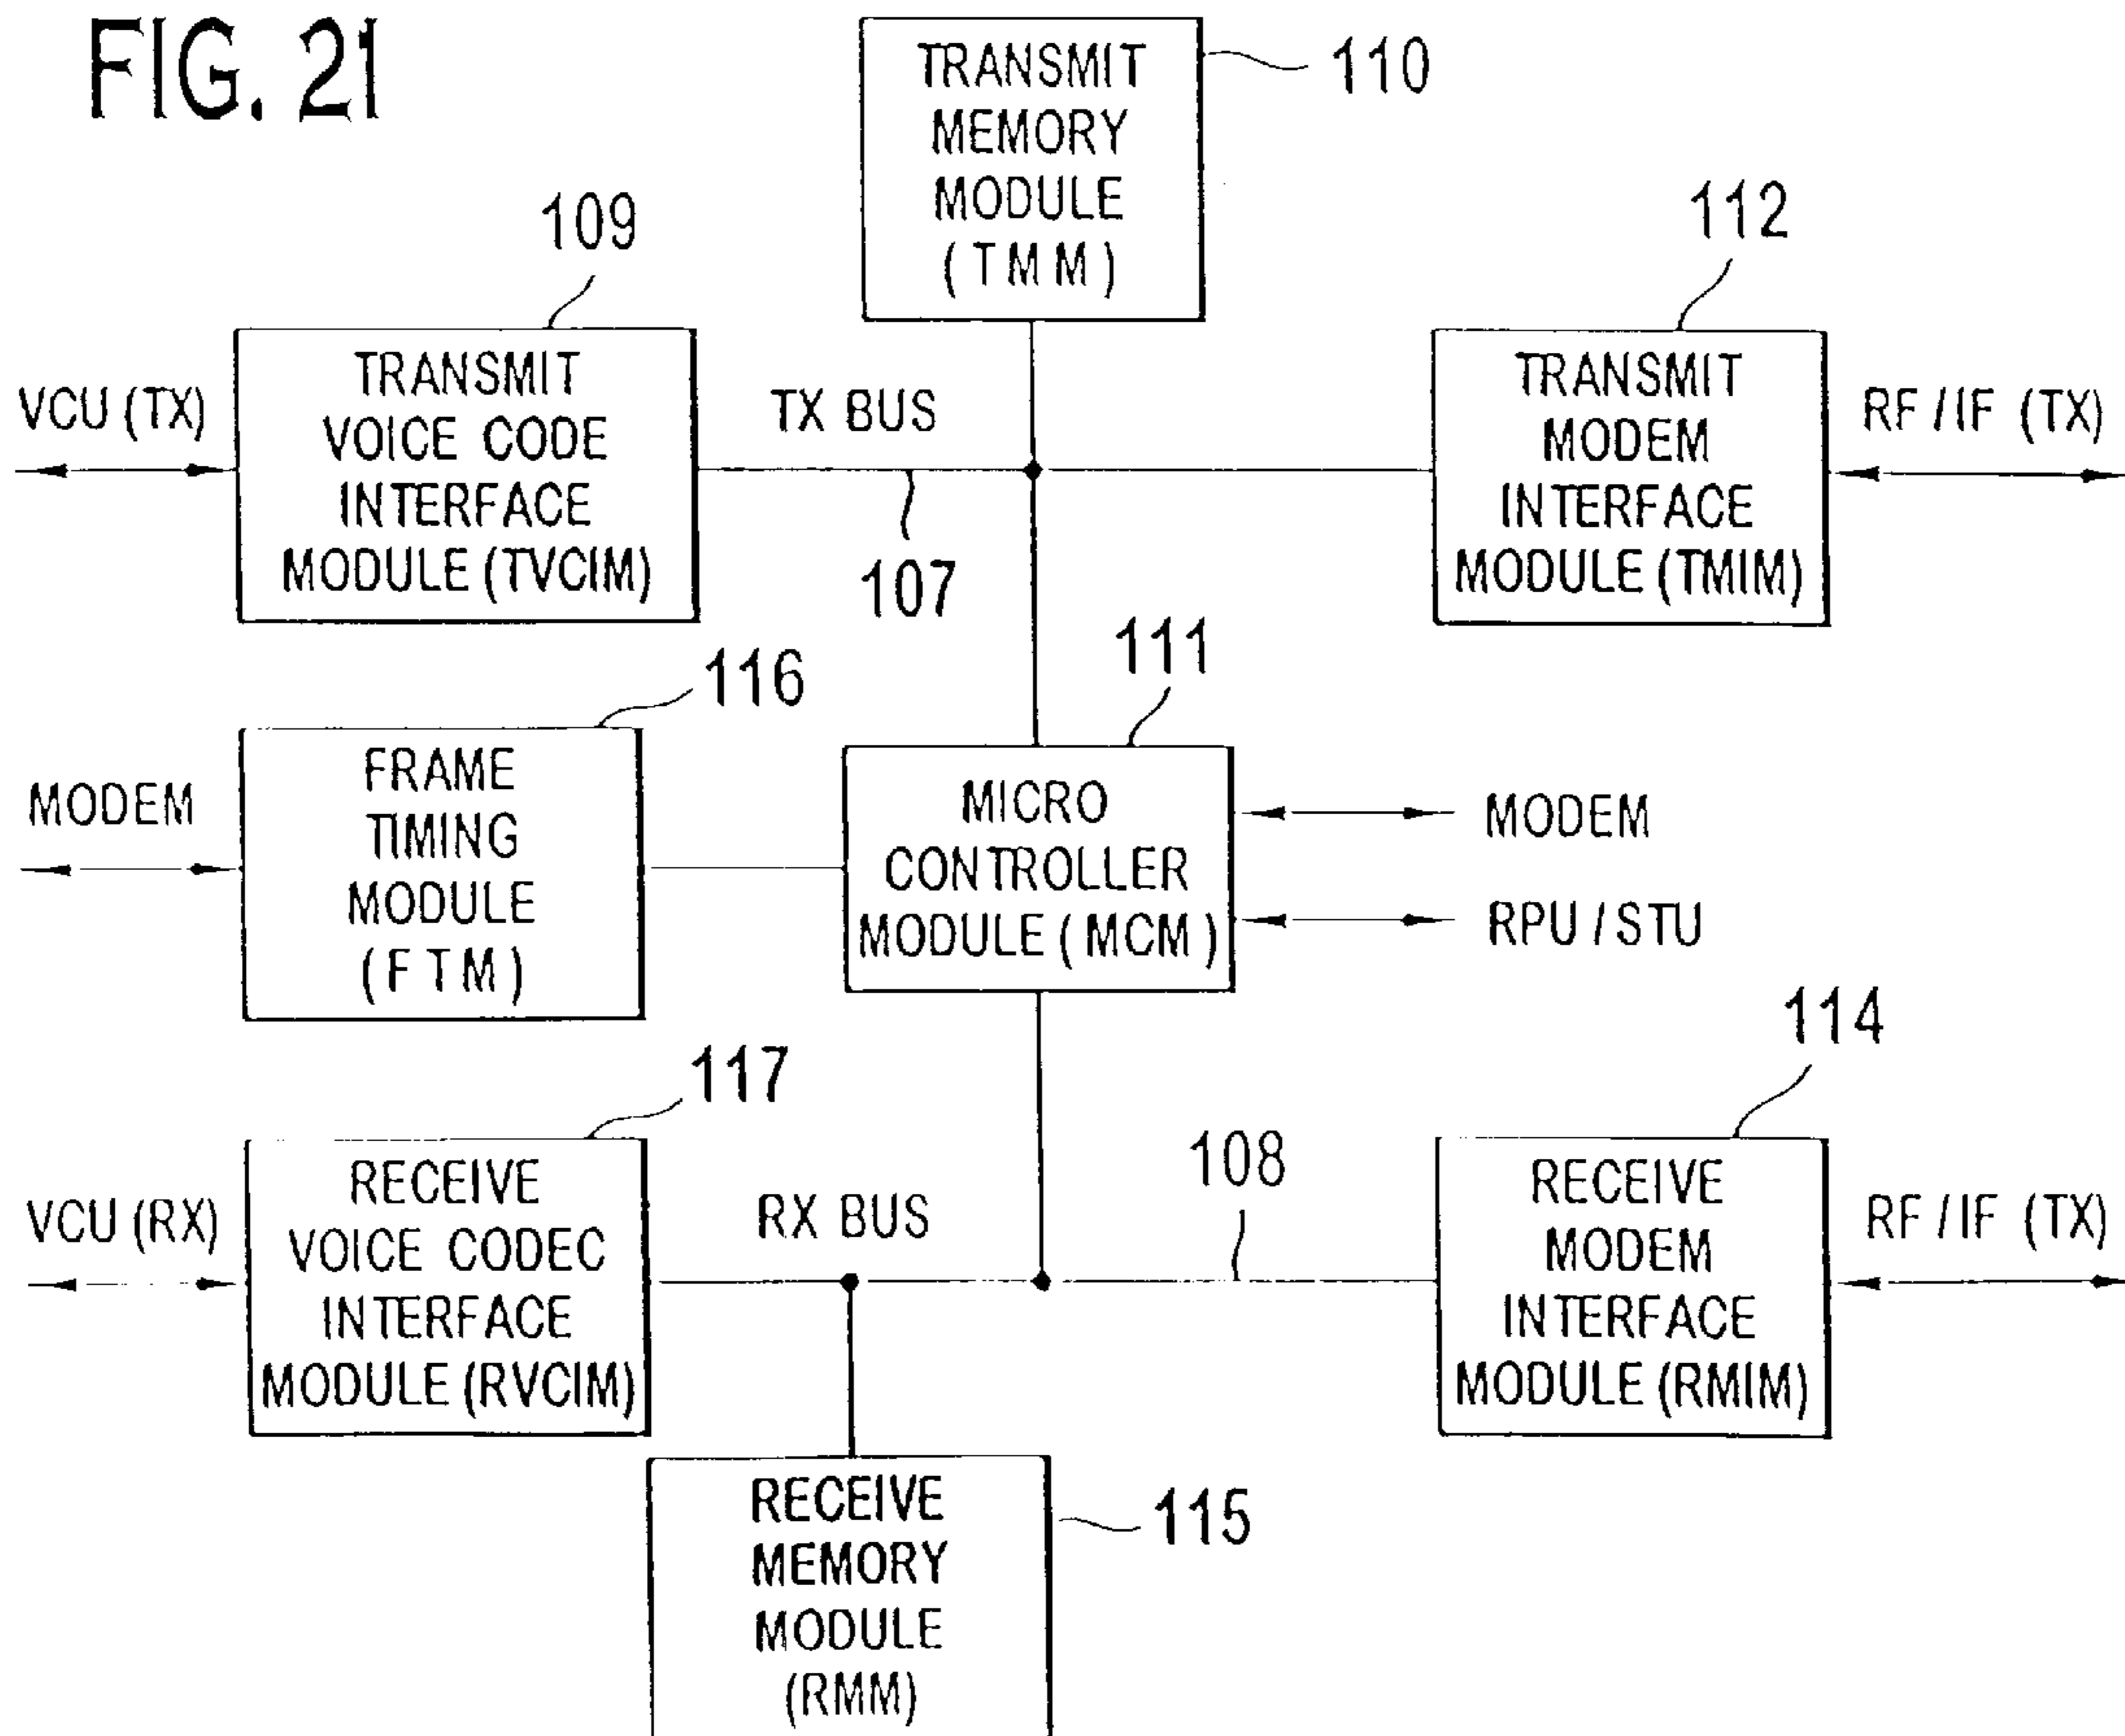 FIG. 21
TRANSMIT
MEMORY
MODULE
(TMM)
110
109
112
VCU (TX)
TRANSMIT
VOICE CODE
INTERFACE
MODULE (TVCIM)
TX BUS
107
TRANSMIT
MODEM
INTERFACE
MODULE (TMIM)
RF / IF (TX)
116
111
MODEM
FRAME
TIMING
MODULE
(FTM)
MICRO
CONTROLLER
MODULE (MCM)
MODEM
RPU / STU
117
114
VCU (RX)
RECEIVE
VOICE CODEC
INTERFACE
MODULE (RVCIM)
RX BUS
108
RECEIVE
MODEM
INTERFACE
MODULE (RMIM)
RF / IF (TX)
RECEIVE
MEMORY
MODULE
(RMM)
115